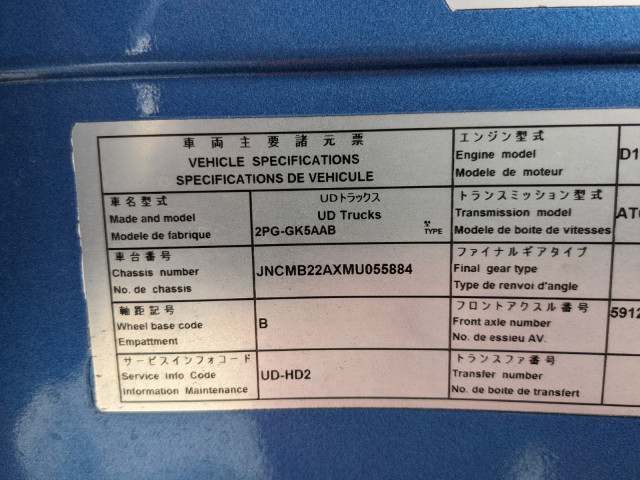 車両主要諸元票
VEHICLE SPECIFICATIONS
SPECIFICATIONS DE VEHICULE
エンジン型式
Engine model
Modele de moteur
D1
車名型式
Made and model
Modele de fabrique
UDトラックス
UD Trucks
2PG-GK5AAB
型 TYPE
トランスミッション型式
Transmission model
Modele de boite de vitesses
AT
車台番号
Chassis number
No. de chassis
JNCMB22AXMU055884
ファイナルギアタイプ
Final gear type
Type de renvoi d'angle
軸距記号
Wheel base code
Empattment
B
フロントアクスル番号
Front axle number
No. de essieu AV.
5912
サービスインフォコード
Service info Code
Information Maintenance
UD-HD2
トランスファ番号
Transfer number
No. de boite de transfert